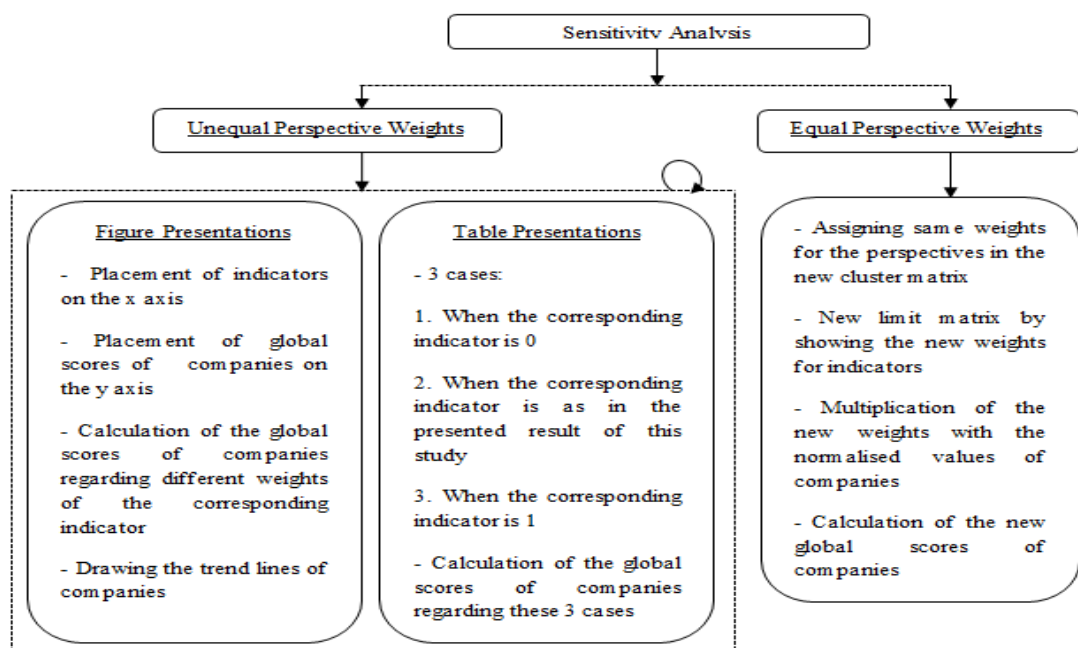 Sensitivity Analysis
Unequal Perspective Weights
Equal Perspective Weights
Figure Presentations
- Placement of indicators
on the x axis
- Placement of global
scores of companies on
the y axis
- Calculation of the global
scores of companies
regarding different weights
of the corresponding
indicator
- Drawing the trend lines of
companies
Table Presentations
- 3 cases:
1. When the corresponding
indicator is 0
2. When the corresponding
indicator is as in the
presented result of this
study
3. When the corresponding
indicator is 1
- Calculation of the global
scores of companies
regarding these 3 cases
- Assigning same weights
for the perspectives in the
new cluster matrix
- New limit matrix by
showing the new weights
for indicators
- Multiplication of the
new weights with the
normalised values of
companies
- Calculation of the new
global scores of
companies